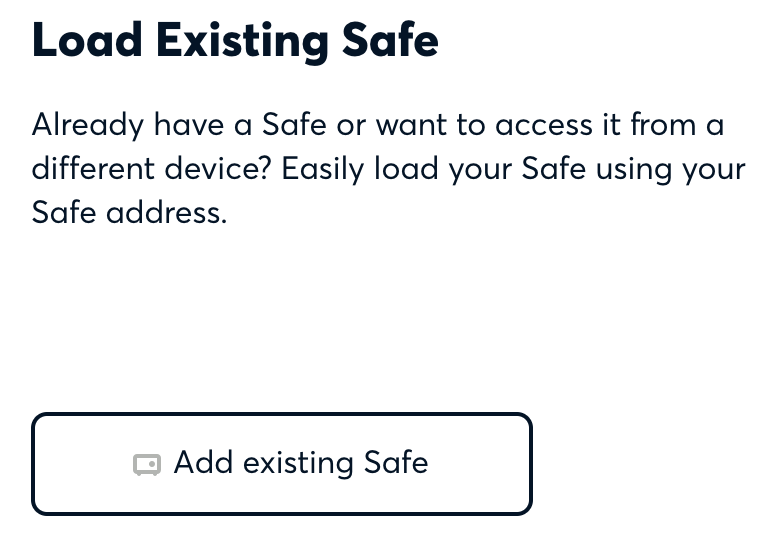 Load Existing Safe
Already have a Safe or want to access it from a
different device? Easily load your Safe using your
Safe address.
Add existing Safe